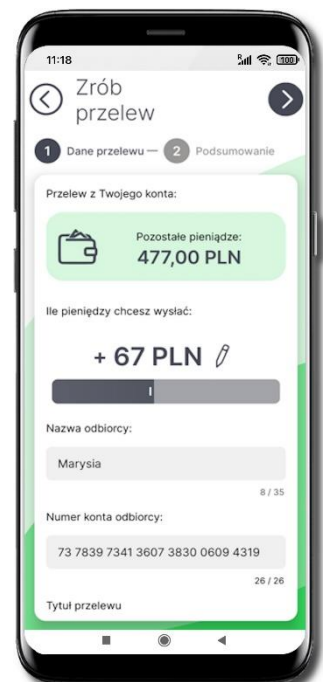 11:18
R
100
Zrób
przelew
1 Dane przelewu — 2 Podsumowanie
Przelew z Twojego konta:
Pozostałe pieniądze:
477,00 PLN
Ile pieniędzy chcesz wysłać:
+ 67 PLN
Nazwa odbiorcy:
Marysia
8 / 35
Numer konta odbiorcy:
73 7839 7341 3607 3830 0609 4319
26 / 26
Tytuł przelewu